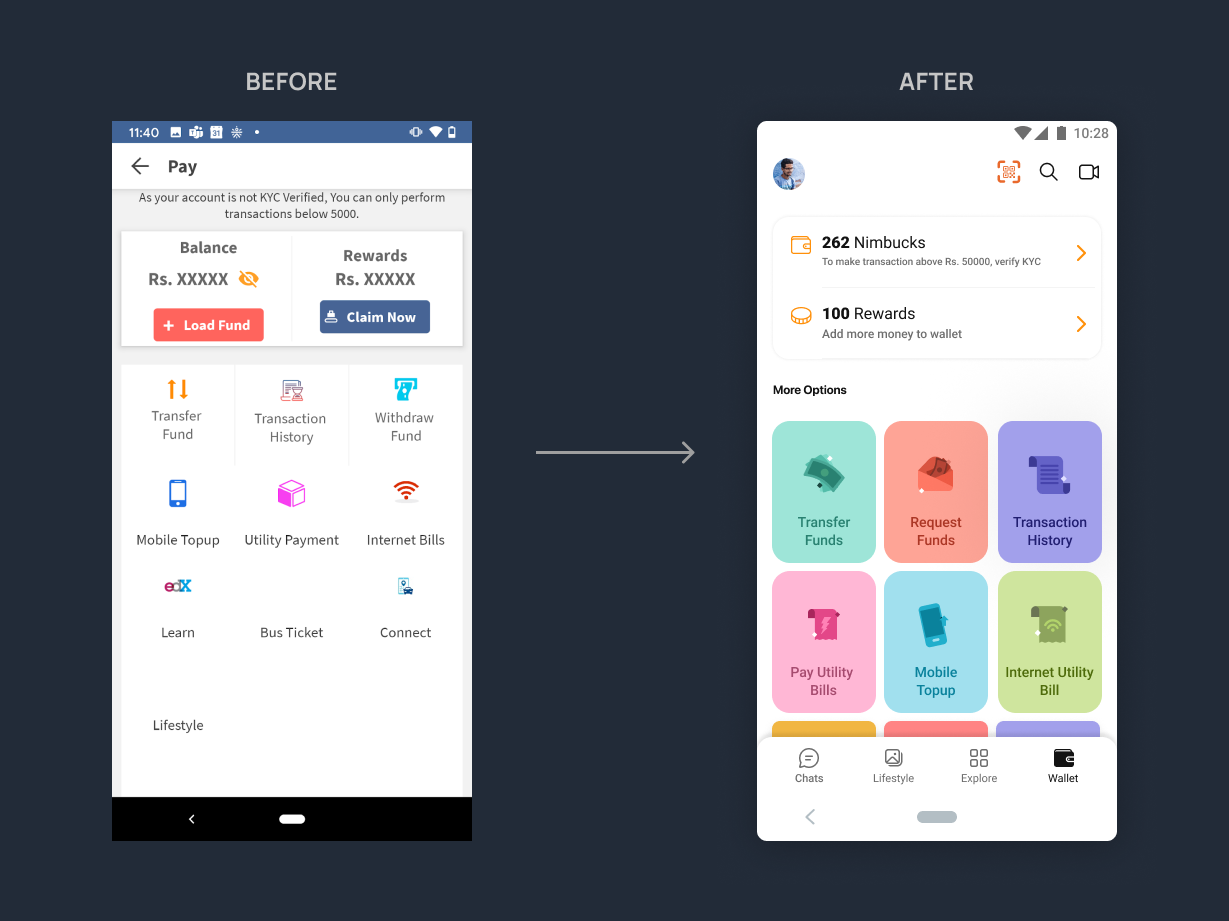 BEFORE
AFTER
11:40
31
Pay
As your account is not KYC Verified, You can only perform
transactions below 5000.
Balance
Rs. XXXXX
Load Fund
Rewards
Rs. XXXXX
Claim Now
Transfer
Fund
Transaction
History
Withdraw
Fund
Mobile Topup
Utility Payment
Internet Bills
edX
Learn
Bus Ticket
Connect
Lifestyle
10:28
262 Nimbucks
To make transaction above Rs. 50000, verify KYC
100 Rewards
Add more money to wallet
More Options
Transfer
Funds
Request
Funds
Transaction
History
Pay Utility
Bills
Mobile
Topup
Internet Utility
Bill
Chats
Lifestyle
Explore
Wallet